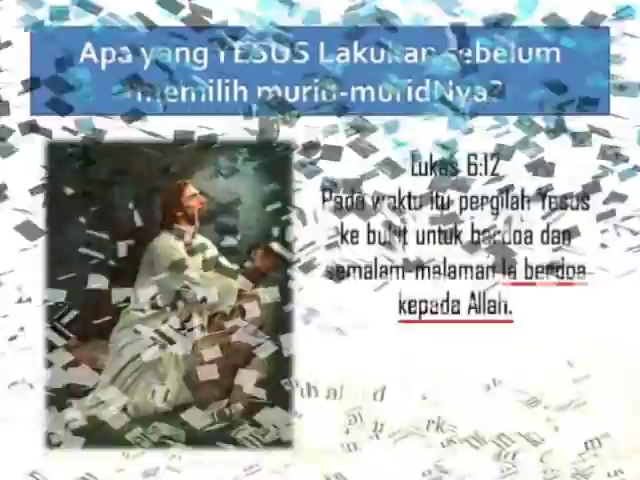 Apa yang YESUS Lakukan sebelum
memilih murid-muridNya?
Lukas 6:12
Pada waktu itu pergilah Yesus
ke bukit untuk berdoa dan
semalam-malaman Ia berdoa
kepada Allah.